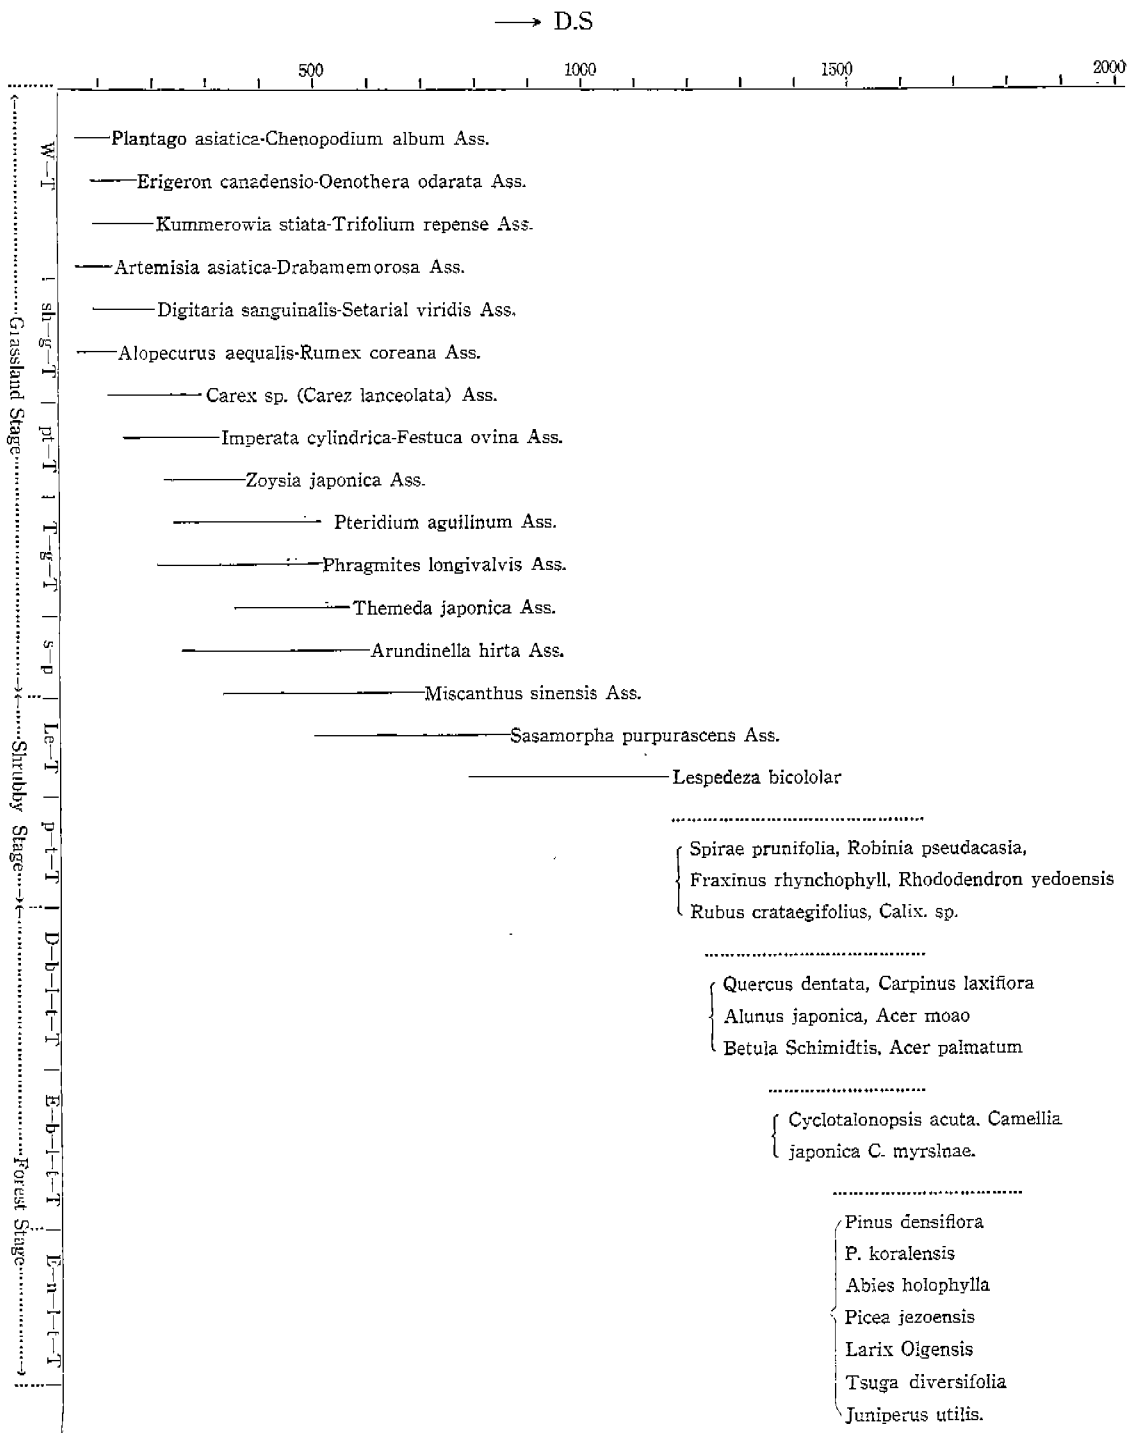 → D.S
500 1000 1500 2000
Plantago asiatica-Chenopodium album Ass.
Erigeron canadensio-Oenothera odarata Ass.
Kummerowia stiata-Trifolium repense Ass.
Artemisia asiatica-Drabamemorosa Ass.
Digitaria sanguinalis-Setarial viridis Ass.
Alopecurus aequalis-Rumex coreana Ass.
Carex sp. (Carez lanceolata) Ass.
Imperata cylindrica-Festuca ovina Ass.
Zoysia japonica Ass.
Pteridium aguilinum Ass.
Phragmites longivalvis Ass.
Themeda japonica Ass.
Arundinella hirta Ass.
Miscanthus sinensis Ass.
Sasamorpha purpurascens Ass.
Lespedeza bicololar
Spirae prunifolia, Robinia pseudacasia,
Fraxinus rhynchophyll, Rhododendron yedoensis
Rubus crataegifolius, Calix. sp.
Quercus dentata, Carpinus laxiflora
Alunus japonica, Acer moao
Betula Schimidtis, Acer palmatum
Cyclotalonopsis acuta. Camellia
japonica C. myrslnae.
Pinus densiflora
P. koralensis
Abies holophylla
Picea jezoensis
Larix Olgensis
Tsuga diversifolia
Juniperus utilis.
W—T | sh—g—T | pt—T | T—g—T | s—p | Le—T | p—t—T | D—b—l—t—T | E—b—l—t—T | E—n—l—t—T |
Grassland Stage
Shrubby Stage
Forest Stage